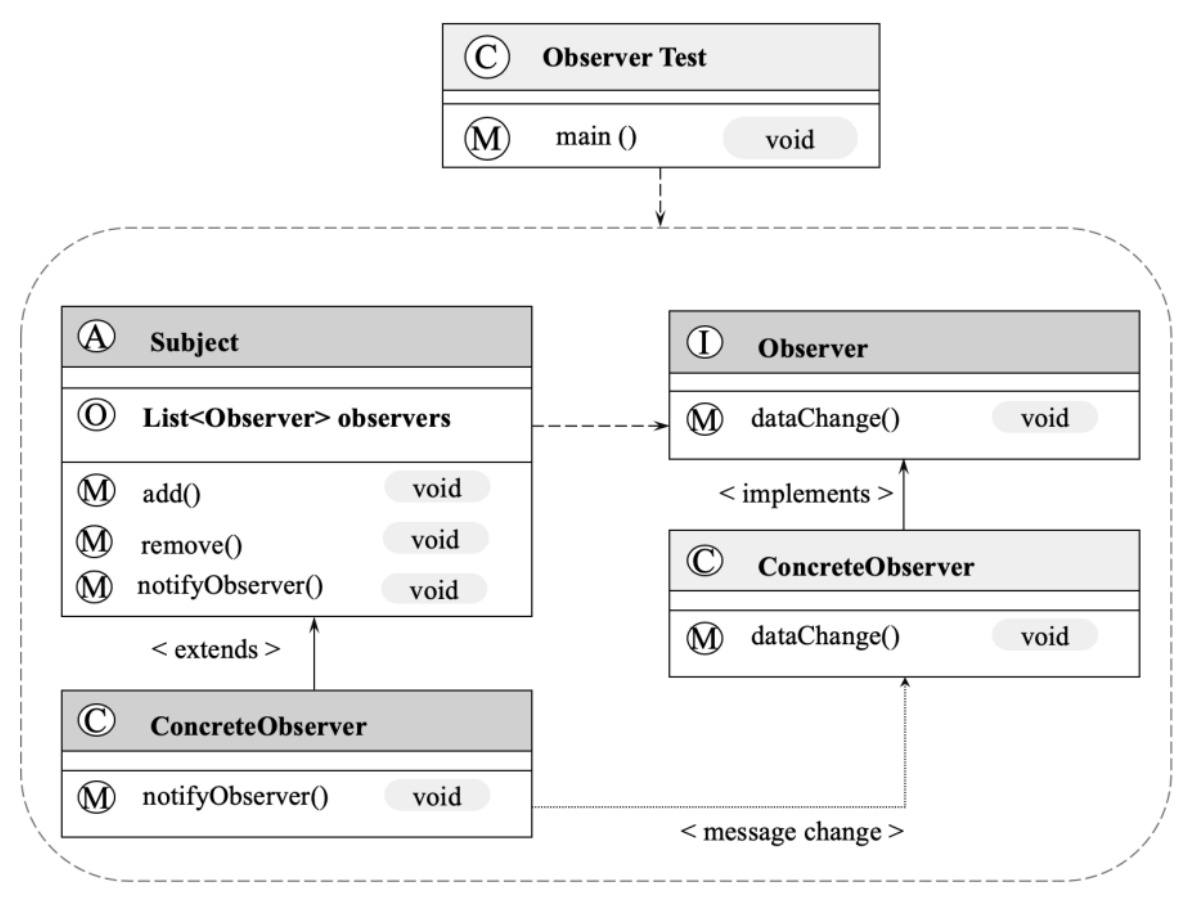 C Observer Test
M main () void
A Subject
O List<Observer> observers
M add() void
M remove() void
M notifyObserver() void
< extends >
C ConcreteObserver
M notifyObserver() void
I Observer
M dataChange() void
< implements >
C ConcreteObserver
M dataChange() void
< message change >